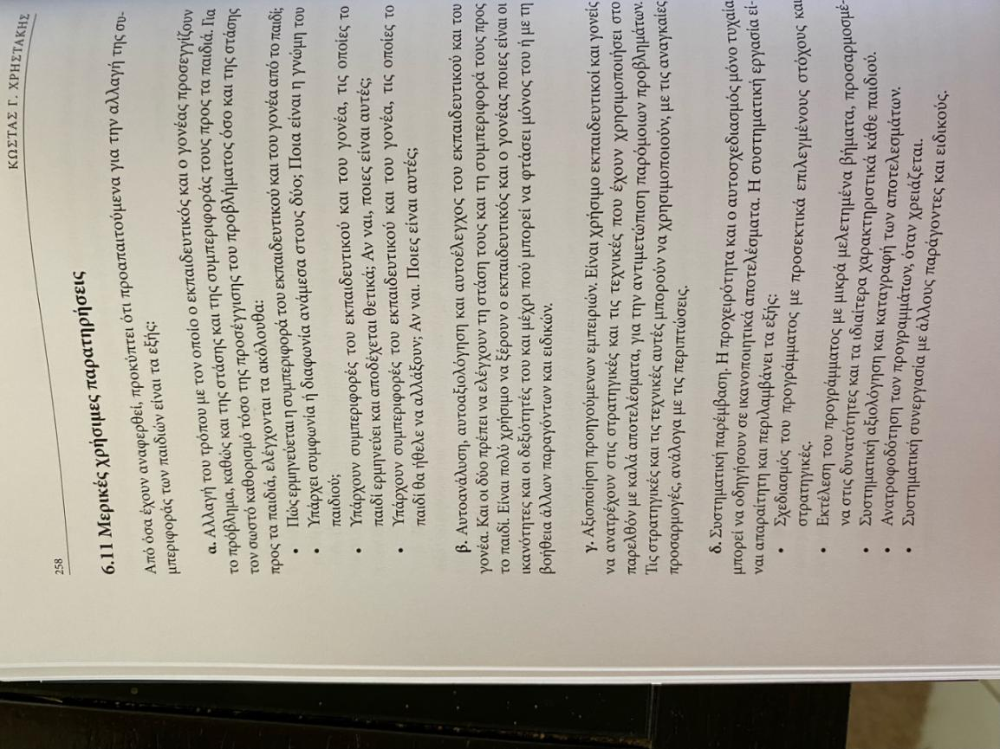 258
ΚΩΣΤΑΣ Γ. ΧΡΗΣΤΑΚΗΣ
6.11 Μερικές χρήσιμες παρατηρήσεις
Από όσα έχουν αναφερθεί, προκύπτει ότι προαπαιτούμενα για την αλλαγή της συ-
μπεριφοράς των παιδιών είναι τα εξής:
α. Αλλαγή του τρόπου με τον οποίο ο εκπαιδευτικός και ο γονέας προσεγγίζουν
το πρόβλημα, καθώς και της στάσης και της συμπεριφοράς τους προς τα παιδιά. Για
τον σωστό καθορισμό τόσο της προσέγγισης του προβλήματος όσο και της στάσης
προς τα παιδιά, ελέγχονται τα ακόλουθα:
• Πώς ερμηνεύεται η συμπεριφορά του εκπαιδευτικού και του γονέα από το παιδί;
• Υπάρχει συμφωνία ή διαφωνία ανάμεσα στους δύο; Ποια είναι η γνώμη του
παιδιού;
• Υπάρχουν συμπεριφορές του εκπαιδευτικού και του γονέα, τις οποίες το
παιδί ερμηνεύει και αποδέχεται θετικά; Αν ναι, ποιες είναι αυτές;
• Υπάρχουν συμπεριφορές του εκπαιδευτικού και του γονέα, τις οποίες το
παιδί θα ήθελε να αλλάξουν; Αν ναι. Ποιες είναι αυτές;
β. Αυτοανάλυση, αυτοαξιολόγηση και αυτοέλεγχος του εκπαιδευτικού και του
γονέα. Και οι δύο πρέπει να ελέγχουν τη στάση τους και τη συμπεριφορά τους προς
το παιδί. Είναι πολύ χρήσιμο να ξέρουν ο εκπαιδευτικός και ο γονέας ποιες είναι οι
ικανότητες και οι δεξιότητές του και μέχρι πού μπορεί να φτάσει μόνος του ή με τη
βοήθεια άλλων παραγόντων και ειδικών.
γ. Αξιοποίηση προηγούμενων εμπειριών. Είναι χρήσιμο εκπαιδευτικοί και γονείς
να ανατρέχουν στις στρατηγικές και τις τεχνικές που έχουν χρησιμοποιήσει στο
παρελθόν με καλά αποτελέσματα, για την αντιμετώπιση παρόμοιων προβλημάτων.
Τις στρατηγικές και τις τεχνικές αυτές μπορούν να χρησιμοποιούν, με τις αναγκαίες
προσαρμογές, ανάλογα με τις περιπτώσεις.
δ. Συστηματική παρέμβαση. Η προχειρότητα και ο αυτοσχεδιασμός μόνο τυχαία
μπορεί να οδηγήσουν σε ικανοποιητικά αποτελέσματα. Η συστηματική εργασία εί-
ναι απαραίτητη και περιλαμβάνει τα εξής:
• Σχεδιασμός του προγράμματος με προσεκτικά επιλεγμένους στόχους και
στρατηγικές.
• Εκτέλεση του προγράμματος με μικρά μελετημένα βήματα, προσαρμοσμέ-
να στις δυνατότητες και τα ιδιαίτερα χαρακτηριστικά κάθε παιδιού.
• Συστηματική αξιολόγηση και καταγραφή των αποτελεσμάτων.
• Ανατροφοδότηση των προγραμμάτων, όταν χρειάζεται.
• Συστηματική συνεργασία με άλλους παράγοντες και ειδικούς.